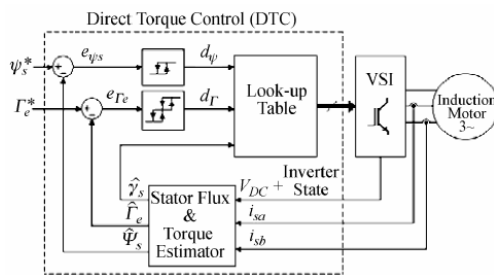 Direct Torque Control (DTC)
ψs*
eψs
dψ
Γe*
eΓe
dΓ
Look-up
Table
VSI
Induction
Motor
3~
γ̂s
Γ̂e
Ψ̂s
Stator Flux
&
Torque
Estimator
VDC + Inverter
State
isa
isb